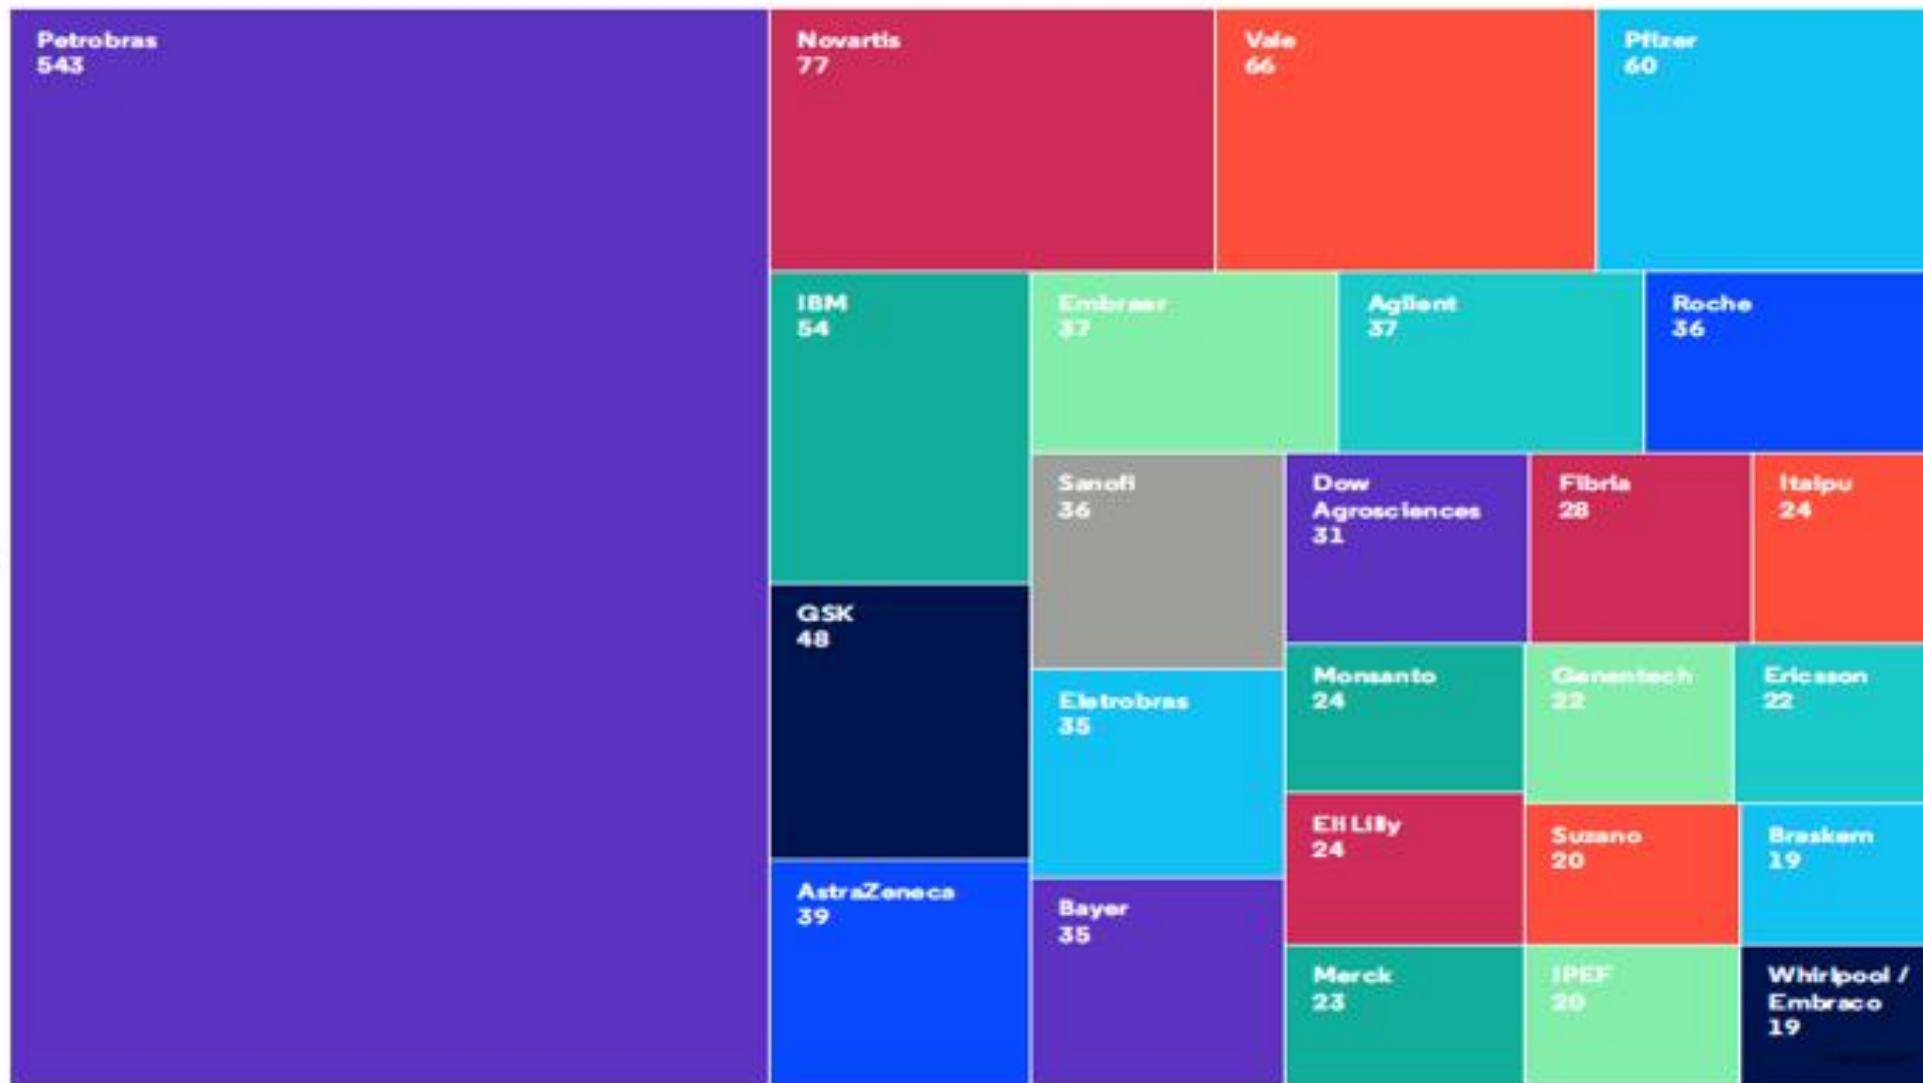 Petrobras
543
Novartis
77
Vale
66
Pfizer
60
IBM
54
Embraer
37
Agilent
37
Roche
36
GSK
48
Sanofi
36
Dow
Agrosciences
31
Fibria
28
Itaipu
24
Eletrobras
35
Monsanto
24
Genentech
22
Ericsson
22
AstraZeneca
39
Bayer
35
Eli Lilly
24
Suzano
20
Braskem
19
Merck
23
IPEF
20
Whirlpool /
Embraco
19